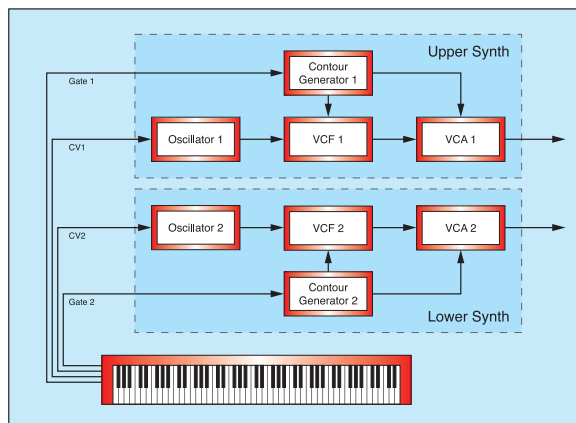 Upper Synth
Gate 1
Contour
Generator 1
CV1
Oscillator 1
VCF 1
VCA 1
CV2
Oscillator 2
VCF 2
VCA 2
Gate 2
Contour
Generator 2
Lower Synth